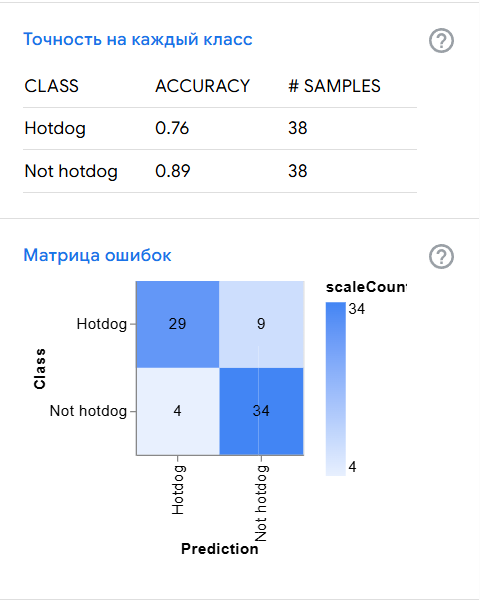 Точность на каждый класс
CLASS ACCURACY # SAMPLES
Hotdog 0.76 38
Not hotdog 0.89 38
Матрица ошибок
scaleCoun
Hotdog 29 9 34
Not hotdog 4 34
4
Class
Hotdog Not hotdog
Prediction